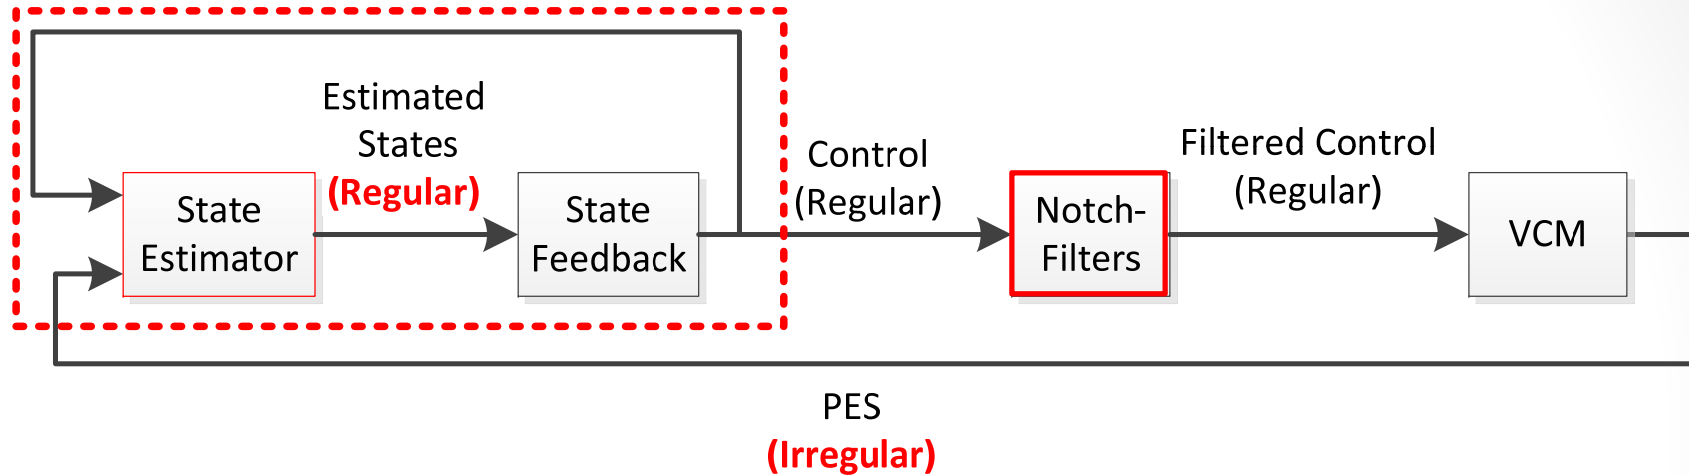 Estimated
States
(Regular)
State
Estimator
State
Feedback
Control
(Regular)
Notch-
Filters
Filtered Control
(Regular)
VCM
PES
(Irregular)